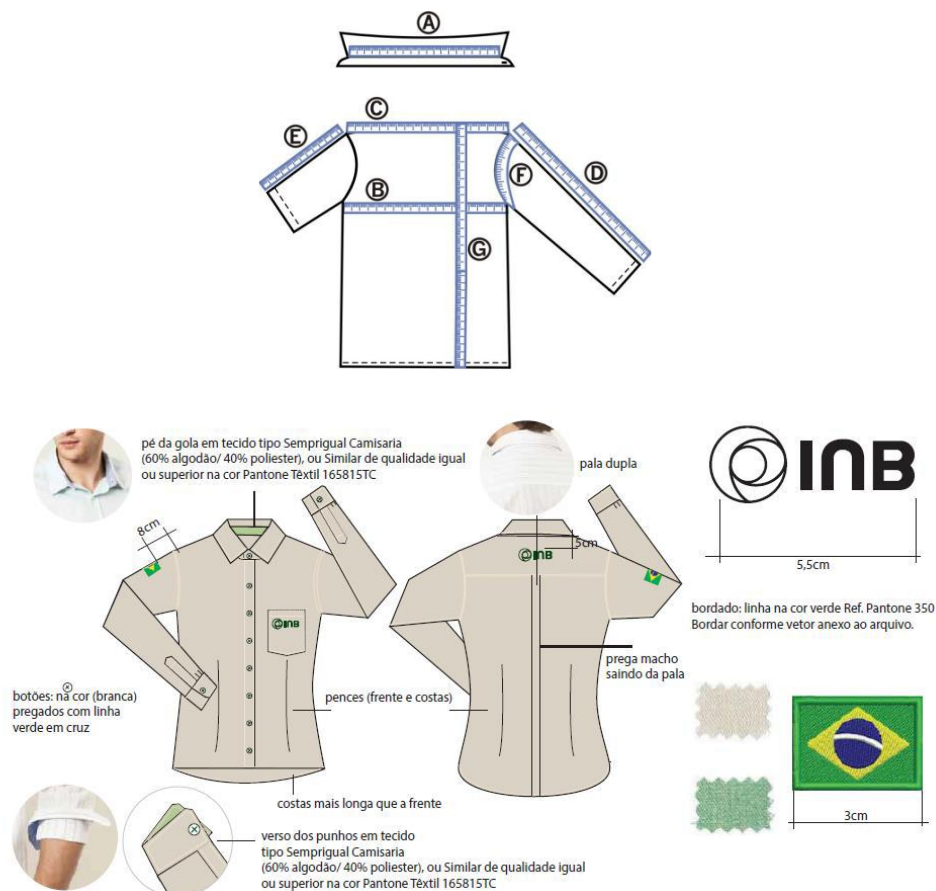 A
C
E
F
D
B
G
pé da gola em tecido tipo Semprigual Camisaria
(60% algodão/ 40% poliester), ou Similar de qualidade igual
ou superior na cor Pantone Têxtil 165815TC
pala dupla
INB
5,5cm
8cm
5cm
INB
INB
bordado: linha na cor verde Ref. Pantone 350
Bordar conforme vetor anexo ao arquivo.
prega macho
saindo da pala
botões: na cor (branca)
pregados com linha
verde em cruz
pences (frente e costas)
costas mais longa que a frente
3cm
verso dos punhos em tecido
tipo Semprigual Camisaria
(60% algodão/ 40% poliester), ou Similar de qualidade igual
ou superior na cor Pantone Têxtil 165815TC